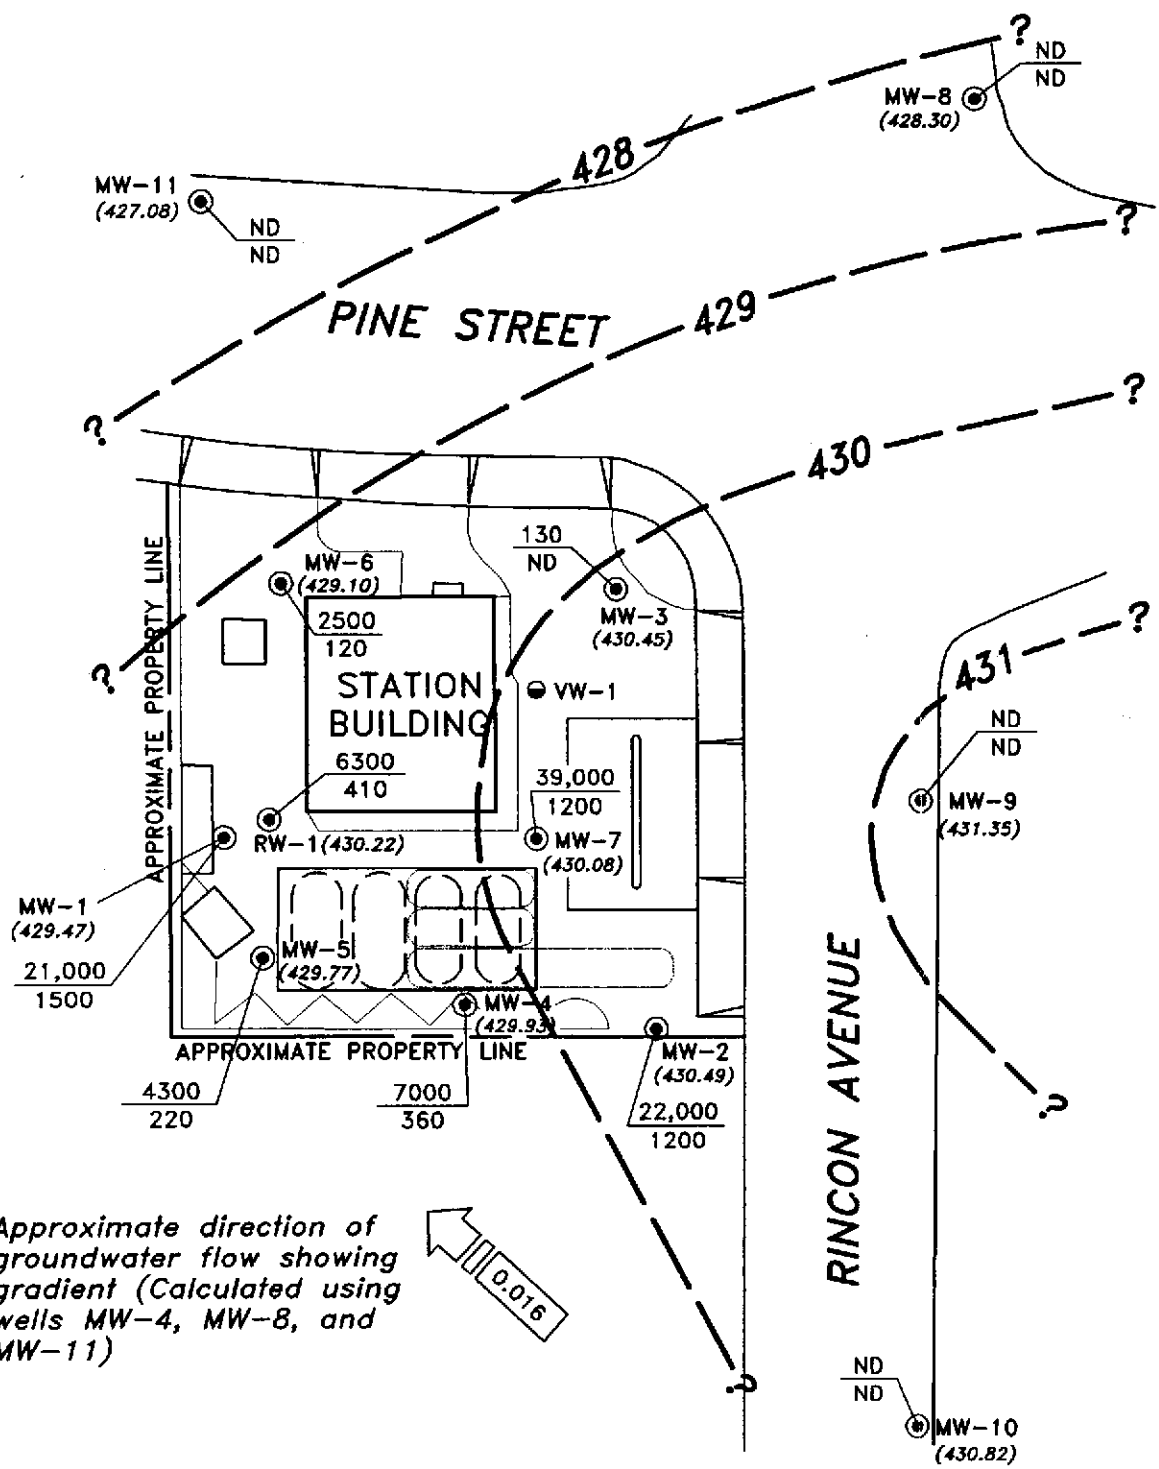 ?
ND
ND
MW-8
(428.30)
428
MW-11
(427.08)
ND
ND
?
429
PINE STREET
?
430
?
130
ND
MW-6
(429.10)
MW-3
(430.45)
2500
120
APPROXIMATE PROPERTY LINE
?
?
431
STATION
BUILDING
VW-1
ND
ND
6300
410
39,000
1200
MW-9
(431.35)
RW-1 (430.22)
MW-7
(430.08)
MW-1
(429.47)
21,000
1500
MW-5
(429.77)
MW-4
(429.93)
APPROXIMATE PROPERTY LINE
MW-2
(430.49)
4300
220
7000
360
22,000
1200
?
RINCON AVENUE
Approximate direction of
groundwater flow showing
gradient (Calculated using
wells MW-4, MW-8, and
MW-11)
0.016
?
ND
ND
MW-10
(430.82)